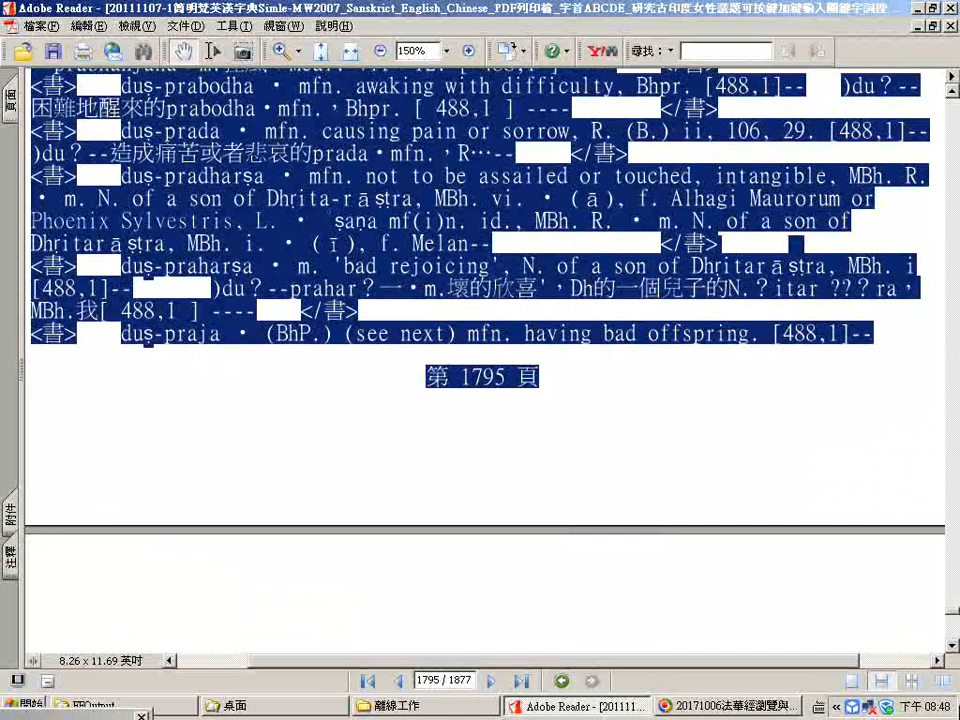 Adobe Reader - [20111107-1簡明梵英漢字典Simle-MW2007_Sanskrict_English_Chinese_PDF列印檔_字首ABCDE_研究古印度女性議題可按鍵加鍵輸入關鍵字詞搜
檔案(F) 編輯(E) 檢視(V) 文件(D) 工具(T) 視窗(W) 說明(H)
150% 尋找:
頁面
<書> duṣ-prabodha • mfn. awaking with difficulty, Bhpr. [488,1]-- )du？--
困難地醒來的prabodha•mfn.，Bhpr. [ 488,1 ] ---- </書>
<書> duṣ-prada • mfn. causing pain or sorrow, R. (B.) ii, 106, 29. [488,1]--
)du？--造成痛苦或者悲哀的prada•mfn.，R…-- </書>
<書> duṣ-pradharṣa • mfn. not to be assailed or touched, intangible, MBh. R.
• m. N. of a son of Dhṛita-rāṣṭra, MBh. vi. • (ā), f. Alhagi Maurorum or
Phoenix Sylvestris, L. • °ṣaṇa mf(i)n. id., MBh. R. • m. N. of a son of
Dhṛitarāṣṭra, MBh. i. • (ī), f. Melan-- </書>
<書> duṣ-praharṣa • m. 'bad rejoicing', N. of a son of Dhṛitarāṣṭra, MBh. i
[488,1]-- )du？--prahar？一•m.壞的欣喜'，Dh的一個兒子的N.？itar ???ra，
MBh.我[ 488,1 ] ---- </書>
<書> duṣ-praja • (BhP.) (see next) mfn. having bad offspring. [488,1]--
第 1795 頁
附件
注釋
8.26 x 11.69 英吋
1795 / 1877
開始 FFOutput 桌面 離線工作 Adobe Reader - [201111... 20171006法華經瀏覽與... 下午 08:48